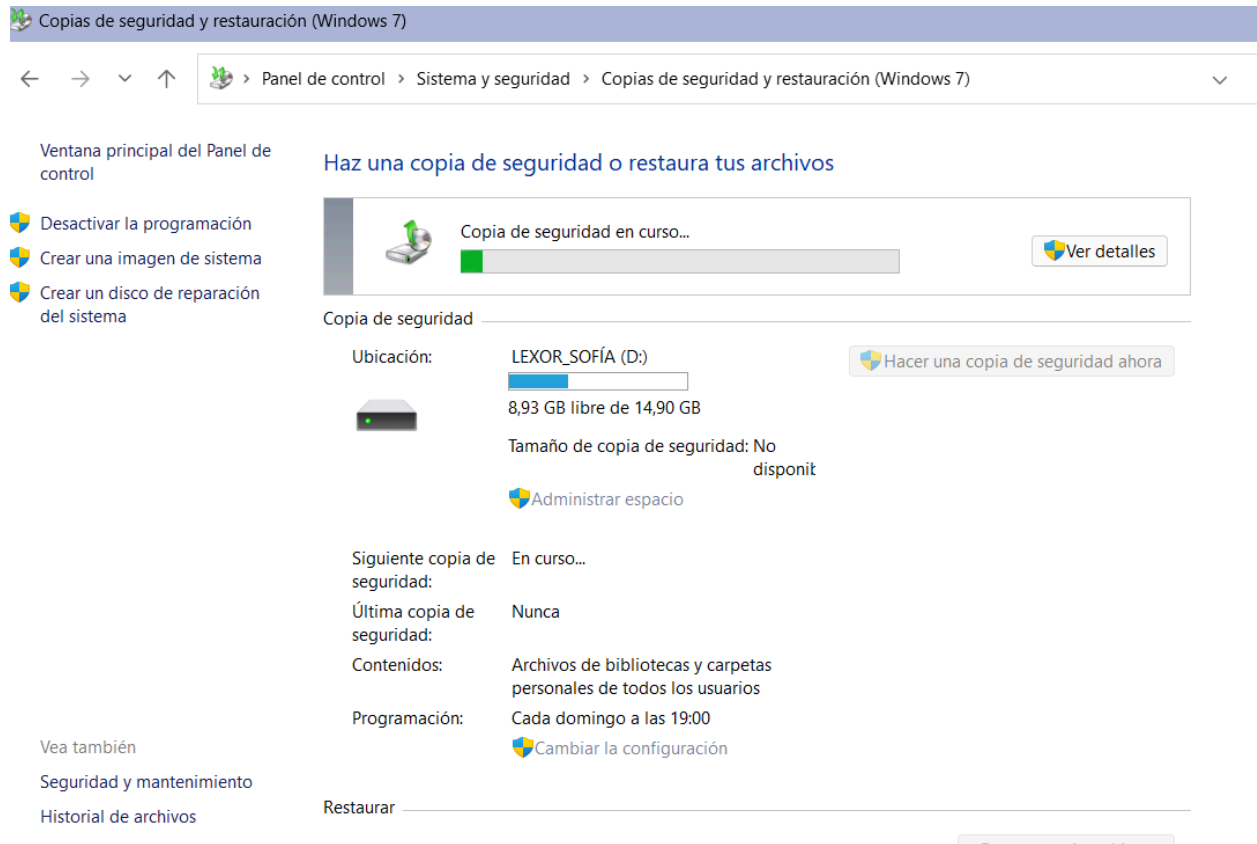 Copias de seguridad y restauración (Windows 7)
Panel de control > Sistema y seguridad > Copias de seguridad y restauración (Windows 7)
Ventana principal del Panel de
control
Desactivar la programación
Crear una imagen de sistema
Crear un disco de reparación
del sistema
Haz una copia de seguridad o restaura tus archivos
Copia de seguridad en curso...
Ver detalles
Copia de seguridad
Ubicación:
LEXOR_SOFÍA (D:)
Hacer una copia de seguridad ahora
8,93 GB libre de 14,90 GB
Tamaño de copia de seguridad: No
disponib
Administrar espacio
Siguiente copia de
seguridad:
En curso...
Última copia de
seguridad:
Nunca
Contenidos:
Archivos de bibliotecas y carpetas
personales de todos los usuarios
Programación:
Cada domingo a las 19:00
Cambiar la configuración
Vea también
Seguridad y mantenimiento
Historial de archivos
Restaurar